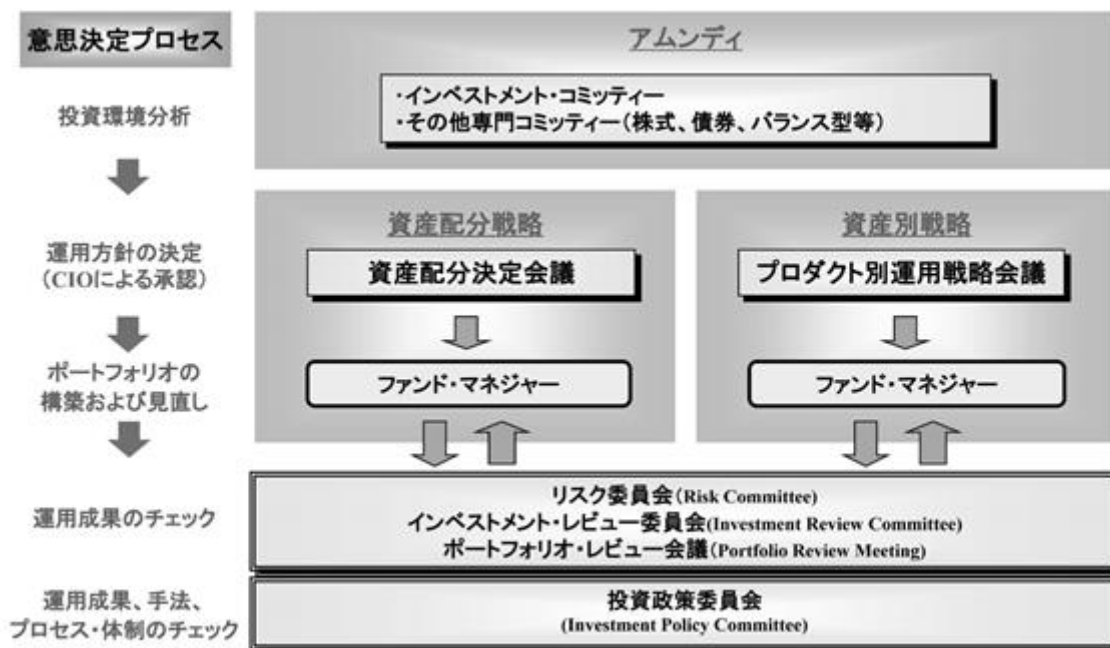 意思決定プロセス
アムンディ
投資環境分析
・インベストメント・コミッティー
・その他専門コミッティー（株式、債券、バランス型等）
資産配分戦略
資産別戦略
運用方針の決定
（CIOによる承認）
資産配分決定会議
プロダクト別運用戦略会議
ポートフォリオの
構築および見直し
ファンド・マネジャー
ファンド・マネジャー
運用成果のチェック
リスク委員会(Risk Committee)
インベストメント・レビュー委員会(Investment Review Committee)
ポートフォリオ・レビュー会議(Portfolio Review Meeting)
運用成果、手法、
プロセス・体制のチェック
投資政策委員会
(Investment Policy Committee)